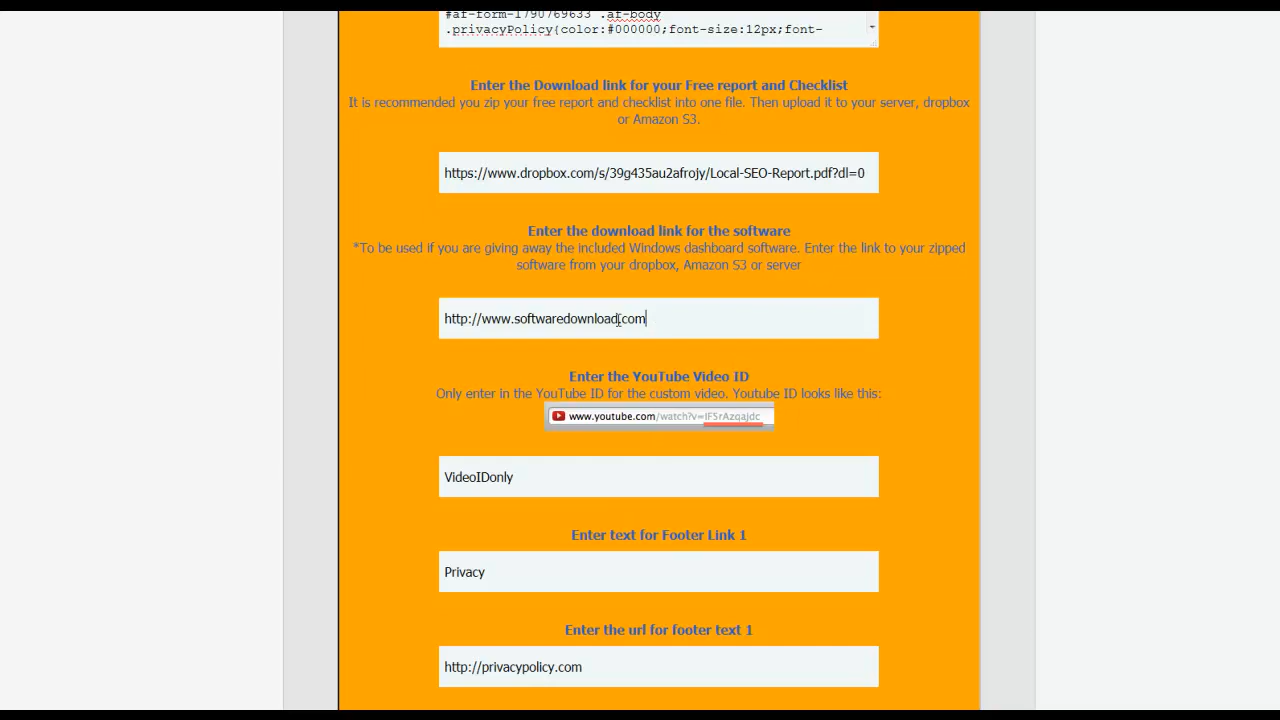 #af-form-1790769633 .af-body
.privacyPolicy{color:#000000;font-size:12px;font-
Enter the Download link for your Free report and Checklist
It is recommended you zip your free report and checklist into one file. Then upload it to your server, dropbox
or Amazon S3.
https://www.dropbox.com/s/39g435au2afrojy/Local-SEO-Report.pdf?dl=0
Enter the download link for the software
*To be used if you are giving away the included Windows dashboard software. Enter the link to your zipped
software from your dropbox, Amazon S3 or server
http://www.softwaredownload.com
Enter the YouTube Video ID
Only enter in the YouTube ID for the custom video. Youtube ID looks like this:
www.youtube.com/watch?v=IFSrAzqajdc
VideoIDonly
Enter text for Footer Link 1
Privacy
Enter the url for footer text 1
http://privacypolicy.com